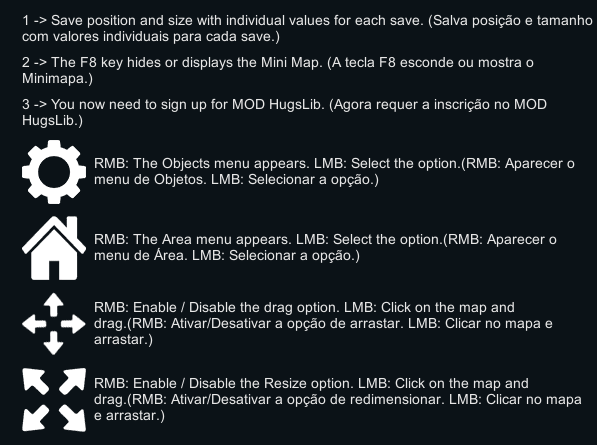 1 -> Save position and size with individual values for each save. (Salva posição e tamanho
com valores individuais para cada save.)
2 -> The F8 key hides or displays the Mini Map. (A tecla F8 esconde ou mostra o
Minimapa.)
3 -> You now need to sign up for MOD HugsLib. (Agora requer a inscrição no MOD
HugsLib.)
RMB: The Objects menu appears. LMB: Select the option.(RMB: Aparecer o
menu de Objetos. LMB: Selecionar a opção.)
RMB: The Area menu appears. LMB: Select the option.(RMB: Aparecer o
menu de Área. LMB: Selecionar a opção.)
RMB: Enable / Disable the drag option. LMB: Click on the map and
drag.(RMB: Ativar/Desativar a opção de arrastar. LMB: Clicar no mapa e
arrastar.)
RMB: Enable / Disable the Resize option. LMB: Click on the map and
drag.(RMB: Ativar/Desativar a opção de redimensionar. LMB: Clicar no mapa
e arrastar.)